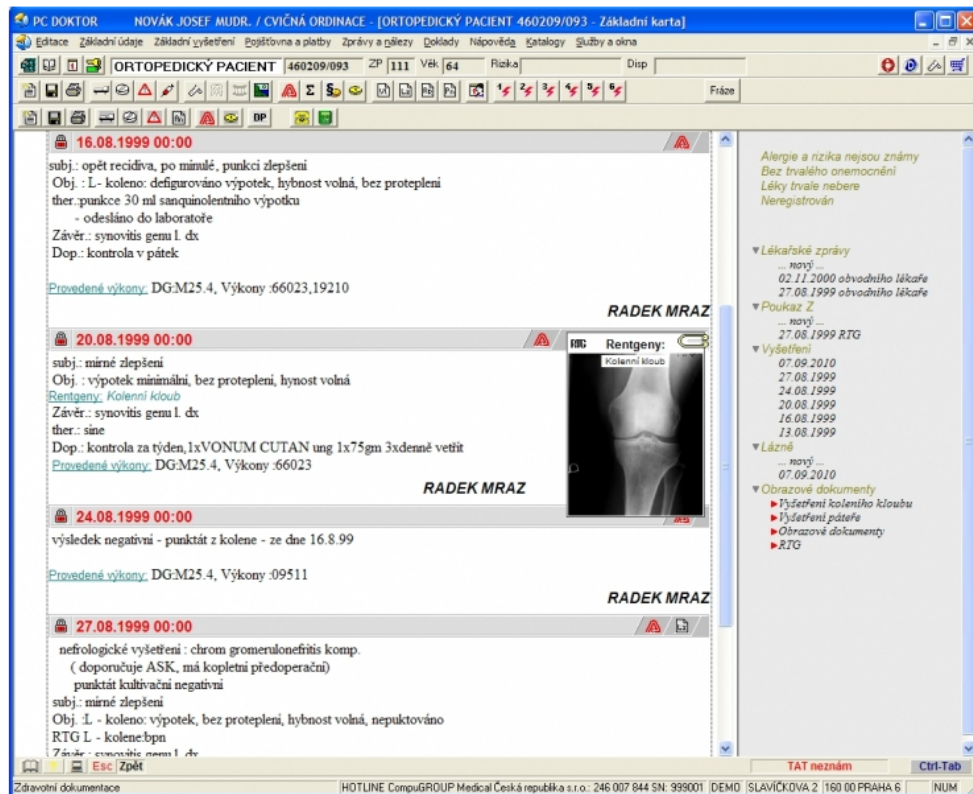 PC DOKTOR NOVÁK JOSEF MUDR. / CVIČNÁ ORDINACE - [ORTOPEDICKÝ PACIENT 460209/093 - Základní karta]
Editace Základní údaje Základní vyšetření Pojišťovna a platby Zprávy a nálezy Doklady Nápověda Katalogy Služby a okna
ORTOPEDICKÝ PACIENT 460209/093 ZP 111 Věk 64 Rizika Disp
Fráze
DP
16.08.1999 00:00
subj.: opět recidiva, po minulé, punkci zlepšení
Obj. : L- koleno: defigurováno výpotek, hybnost volná, bez proteplení
ther.:punkce 30 ml sanquinolentního výpotku
- odesláno do laboratoře
Závěr.: synovitis genu l. dx
Dop.: kontrola v pátek
Provedené výkony: DG:M25.4, Výkony :66023,19210
RADEK MRAZ
20.08.1999 00:00
subj.: mírné zlepšení
Obj. : výpotek minimální, bez proteplení, hynost volná
Rentgeny: Kolenní kloub
Závěr.: synovitis genu l. dx
ther.: sine
Dop.: kontrola za týden,1xVONUM CUTAN ung 1x75gm 3xdenně vetřít
Provedené výkony: DG:M25.4, Výkony :66023
RADEK MRAZ
RTG Rentgeny:
Kolenní kloub
24.08.1999 00:00
výsledek negativni - punktát z kolene - ze dne 16.8.99
Provedené výkony: DG:M25.4, Výkony :09511
RADEK MRAZ
27.08.1999 00:00
nefrologické vyšetření : chrom gromerulonefritis komp.
( doporučuje ASK, má kopletní předoperační)
punktát kultivační negativní
subj.: mírné zlepšení
Obj. :L - koleno: výpotek, bez proteplení, hybnost volná, nepuktováno
RTG L - kolene:bpn
Závěr.: synovitis genu l. dx
Alergie a rizika nejsou známy
Bez trvalého onemocnění
Léky trvale nebere
Neregistrován
Lékařské zprávy
... nový ...
02.11.2000 obvodního lékaře
27.08.1999 obvodního lékaře
Poukaz Z
... nový ...
27.08.1999 RTG
Vyšetření
07.09.2010
27.08.1999
24.08.1999
20.08.1999
16.08.1999
13.08.1999
Lázně
... nový ...
07.09.2010
Obrazové dokumenty
Vyšetření koleního kloubu
Vyšetření páteře
Obrazové dokumenty
RTG
Esc Zpět TAT neznám Ctrl-Tab
Zdravotní dokumentace HOTLINE CompuGROUP Medical Česká republika s.r.o.: 246 007 844 SN: 999001 DEMO SLAVÍČKOVA 2 160 00 PRAHA 6 NUM